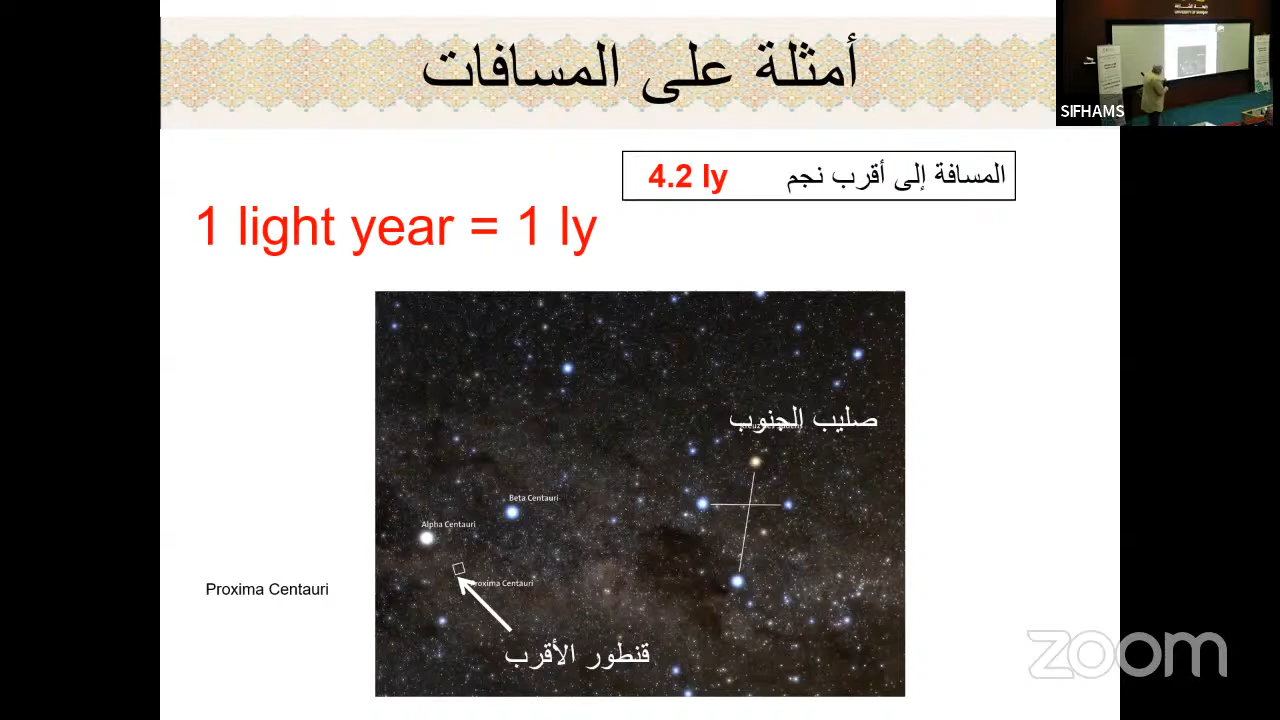 أمثلة على المسافات
SIFHAMS
المسافة إلى أقرب نجم 4.2 ly
1 light year = 1 ly
صليب الجنوب
Beta Centauri
Alpha Centauri
Proxima Centauri
Proxima Centauri
قنطور الأقرب
zoom